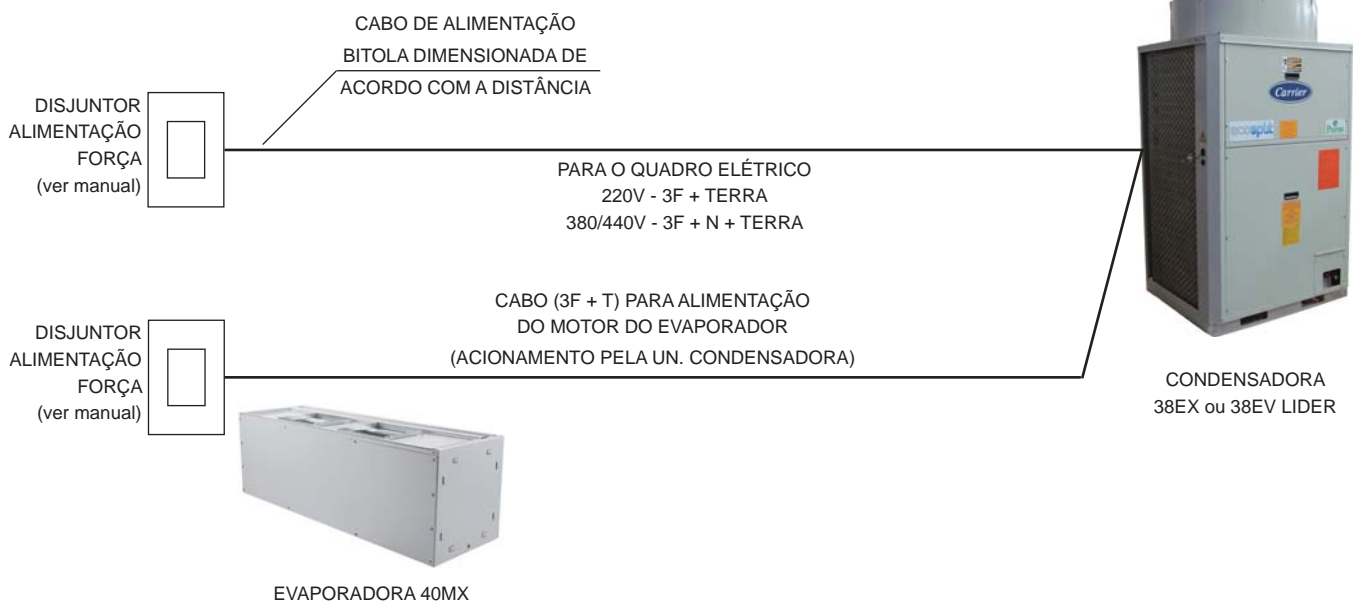 CABO DE ALIMENTAÇÃO
BITOLA DIMENSIONADA DE
ACORDO COM A DISTÂNCIA
DISJUNTOR
ALIMENTAÇÃO
FORÇA
(ver manual)
PARA O QUADRO ELÉTRICO
220V - 3F + TERRA
380/440V - 3F + N + TERRA
Carrier
CABO (3F + T) PARA ALIMENTAÇÃO
DO MOTOR DO EVAPORADOR
(ACIONAMENTO PELA UN. CONDENSADORA)
DISJUNTOR
ALIMENTAÇÃO
FORÇA
(ver manual)
CONDENSADORA
38EX ou 38EV LIDER
EVAPORADORA 40MX